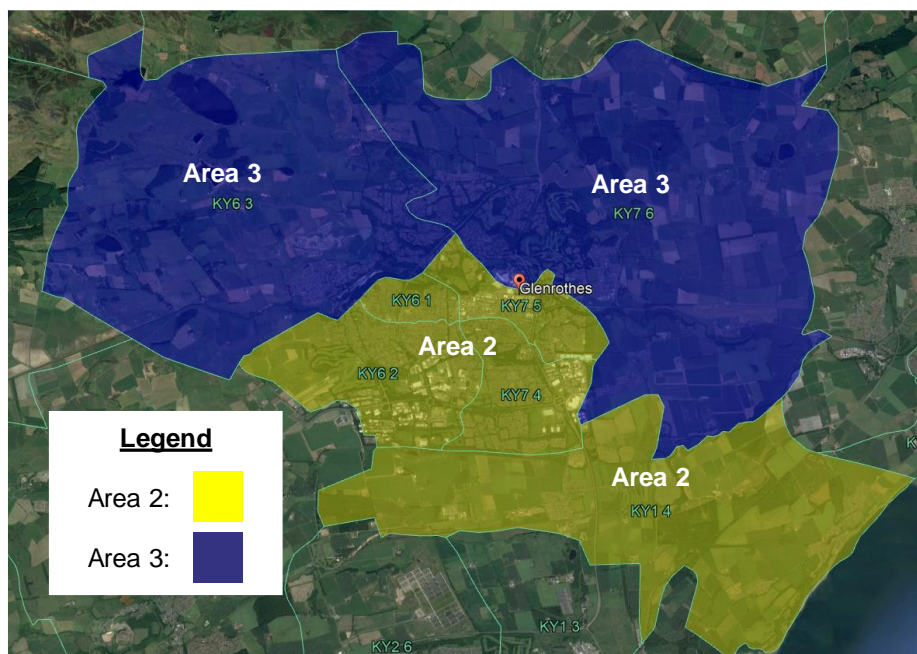 Area 3
KY6 3
Area 3
KY7 6
Glenrothes
KY6 1
KY7 5
Area 2
KY6 2
KY7 4
Area 2
KY1 4
Legend
Area 2:
Area 3:
KY1 3
KY2 6